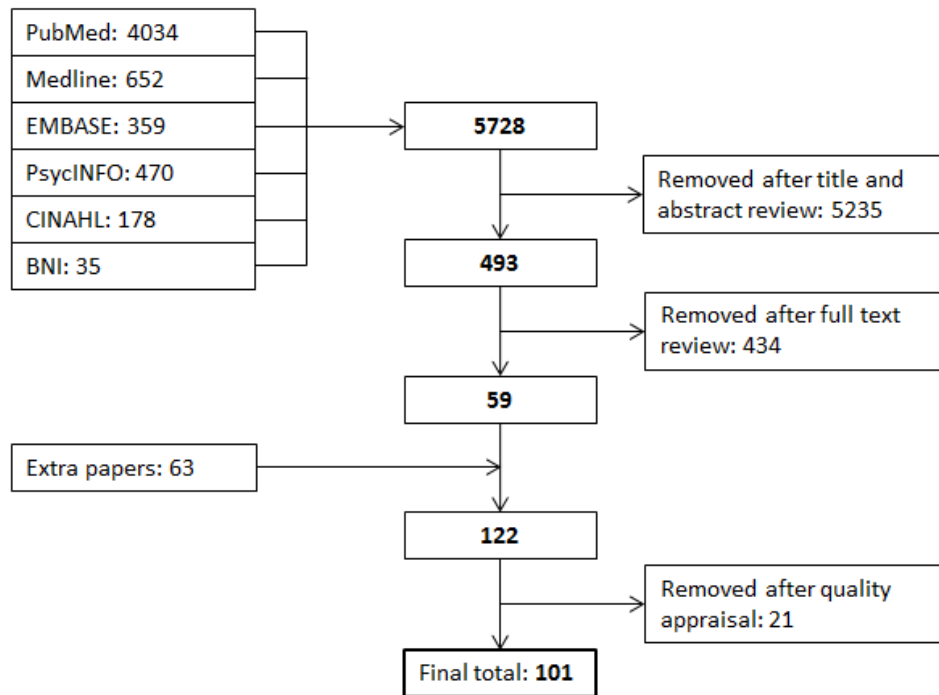 PubMed: 4034
Medline: 652
EMBASE: 359
PsycINFO: 470
CINAHL: 178
BNI: 35
5728
Removed after title and
abstract review: 5235
493
Removed after full text
review: 434
59
Extra papers: 63
122
Removed after quality
appraisal: 21
Final total: 101